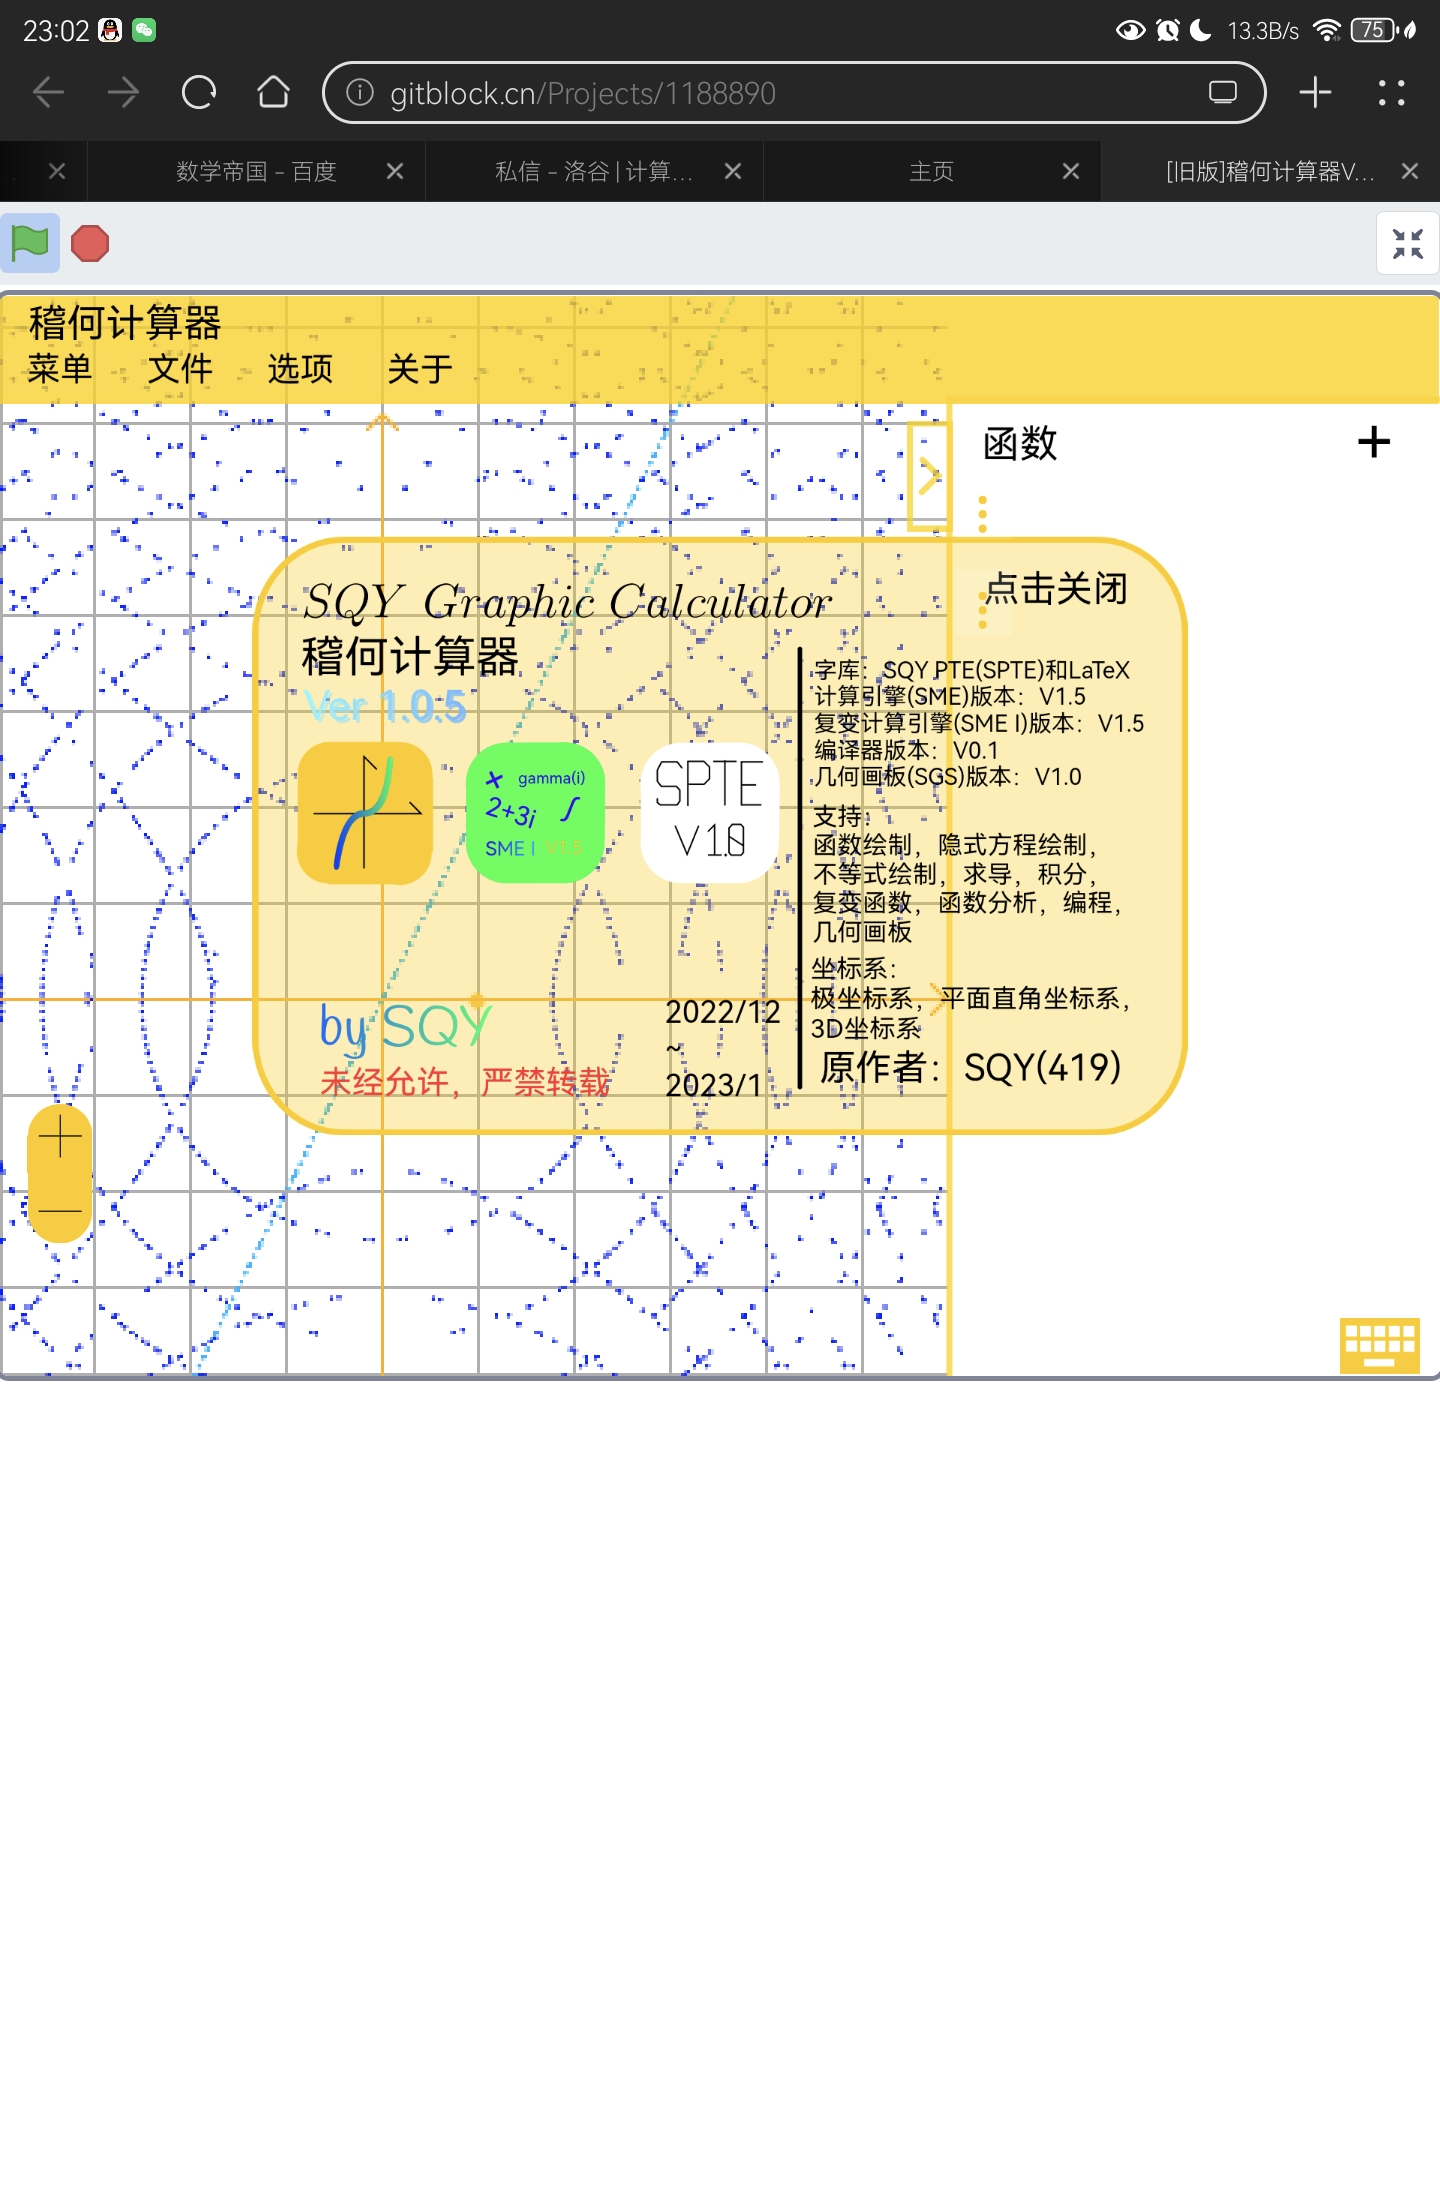 23:02
13.3B/s
75
gitblock.cn/Projects/1188890
数学帝国 - 百度
私信 - 洛谷 | 计算...
主页
[旧版]稽何计算器V...
稽何计算器
菜单 文件 选项 关于
函数
+
点击关闭
SQY Graphic Calculator
稽何计算器
Ver 1.0.5
gamma(i)
2+3i ∫
SME I V1.5
SPTE
V 1.0
字库：SQY PTE(SPTE)和LaTeX
计算引擎(SME)版本：V1.5
复变计算引擎(SME I)版本：V1.5
编译器版本：V0.1
几何画板(SGS)版本：V1.0
支持：
函数绘制，隐式方程绘制，
不等式绘制，求导，积分，
复变函数，函数分析，编程，
几何画板
坐标系：
极坐标系，平面直角坐标系，
3D坐标系
原作者：SQY(419)
by SQY
未经允许，严禁转载
2022/12
~
2023/1